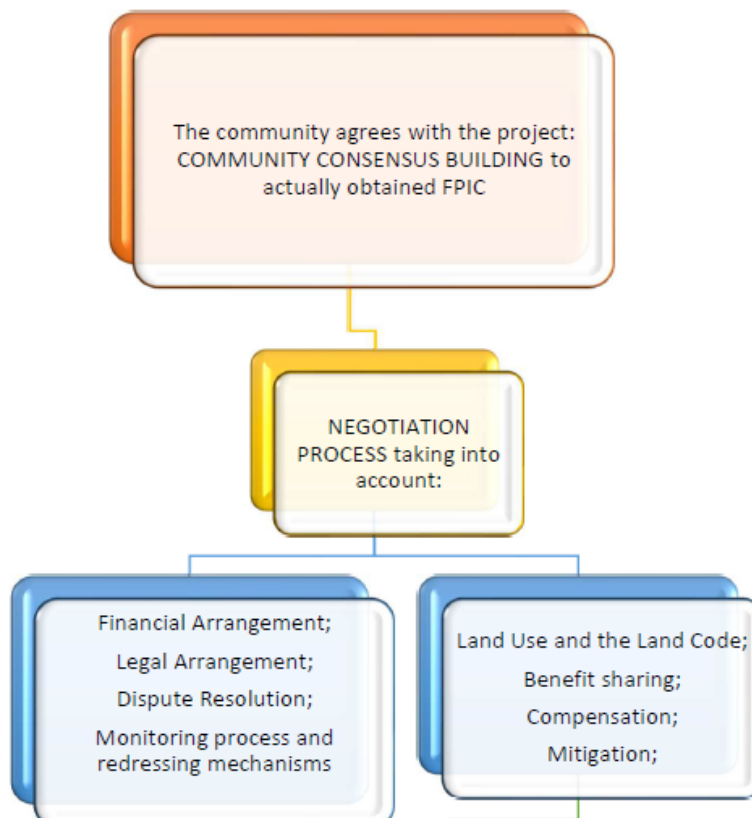 The community agrees with the project:
COMMUNITY CONSENSUS BUILDING to
actually obtained FPIC
NEGOTIATION
PROCESS taking into
account:
Financial Arrangement;
Legal Arrangement;
Dispute Resolution;
Monitoring process and
redressing mechanisms
Land Use and the Land Code;
Benefit sharing;
Compensation;
Mitigation;